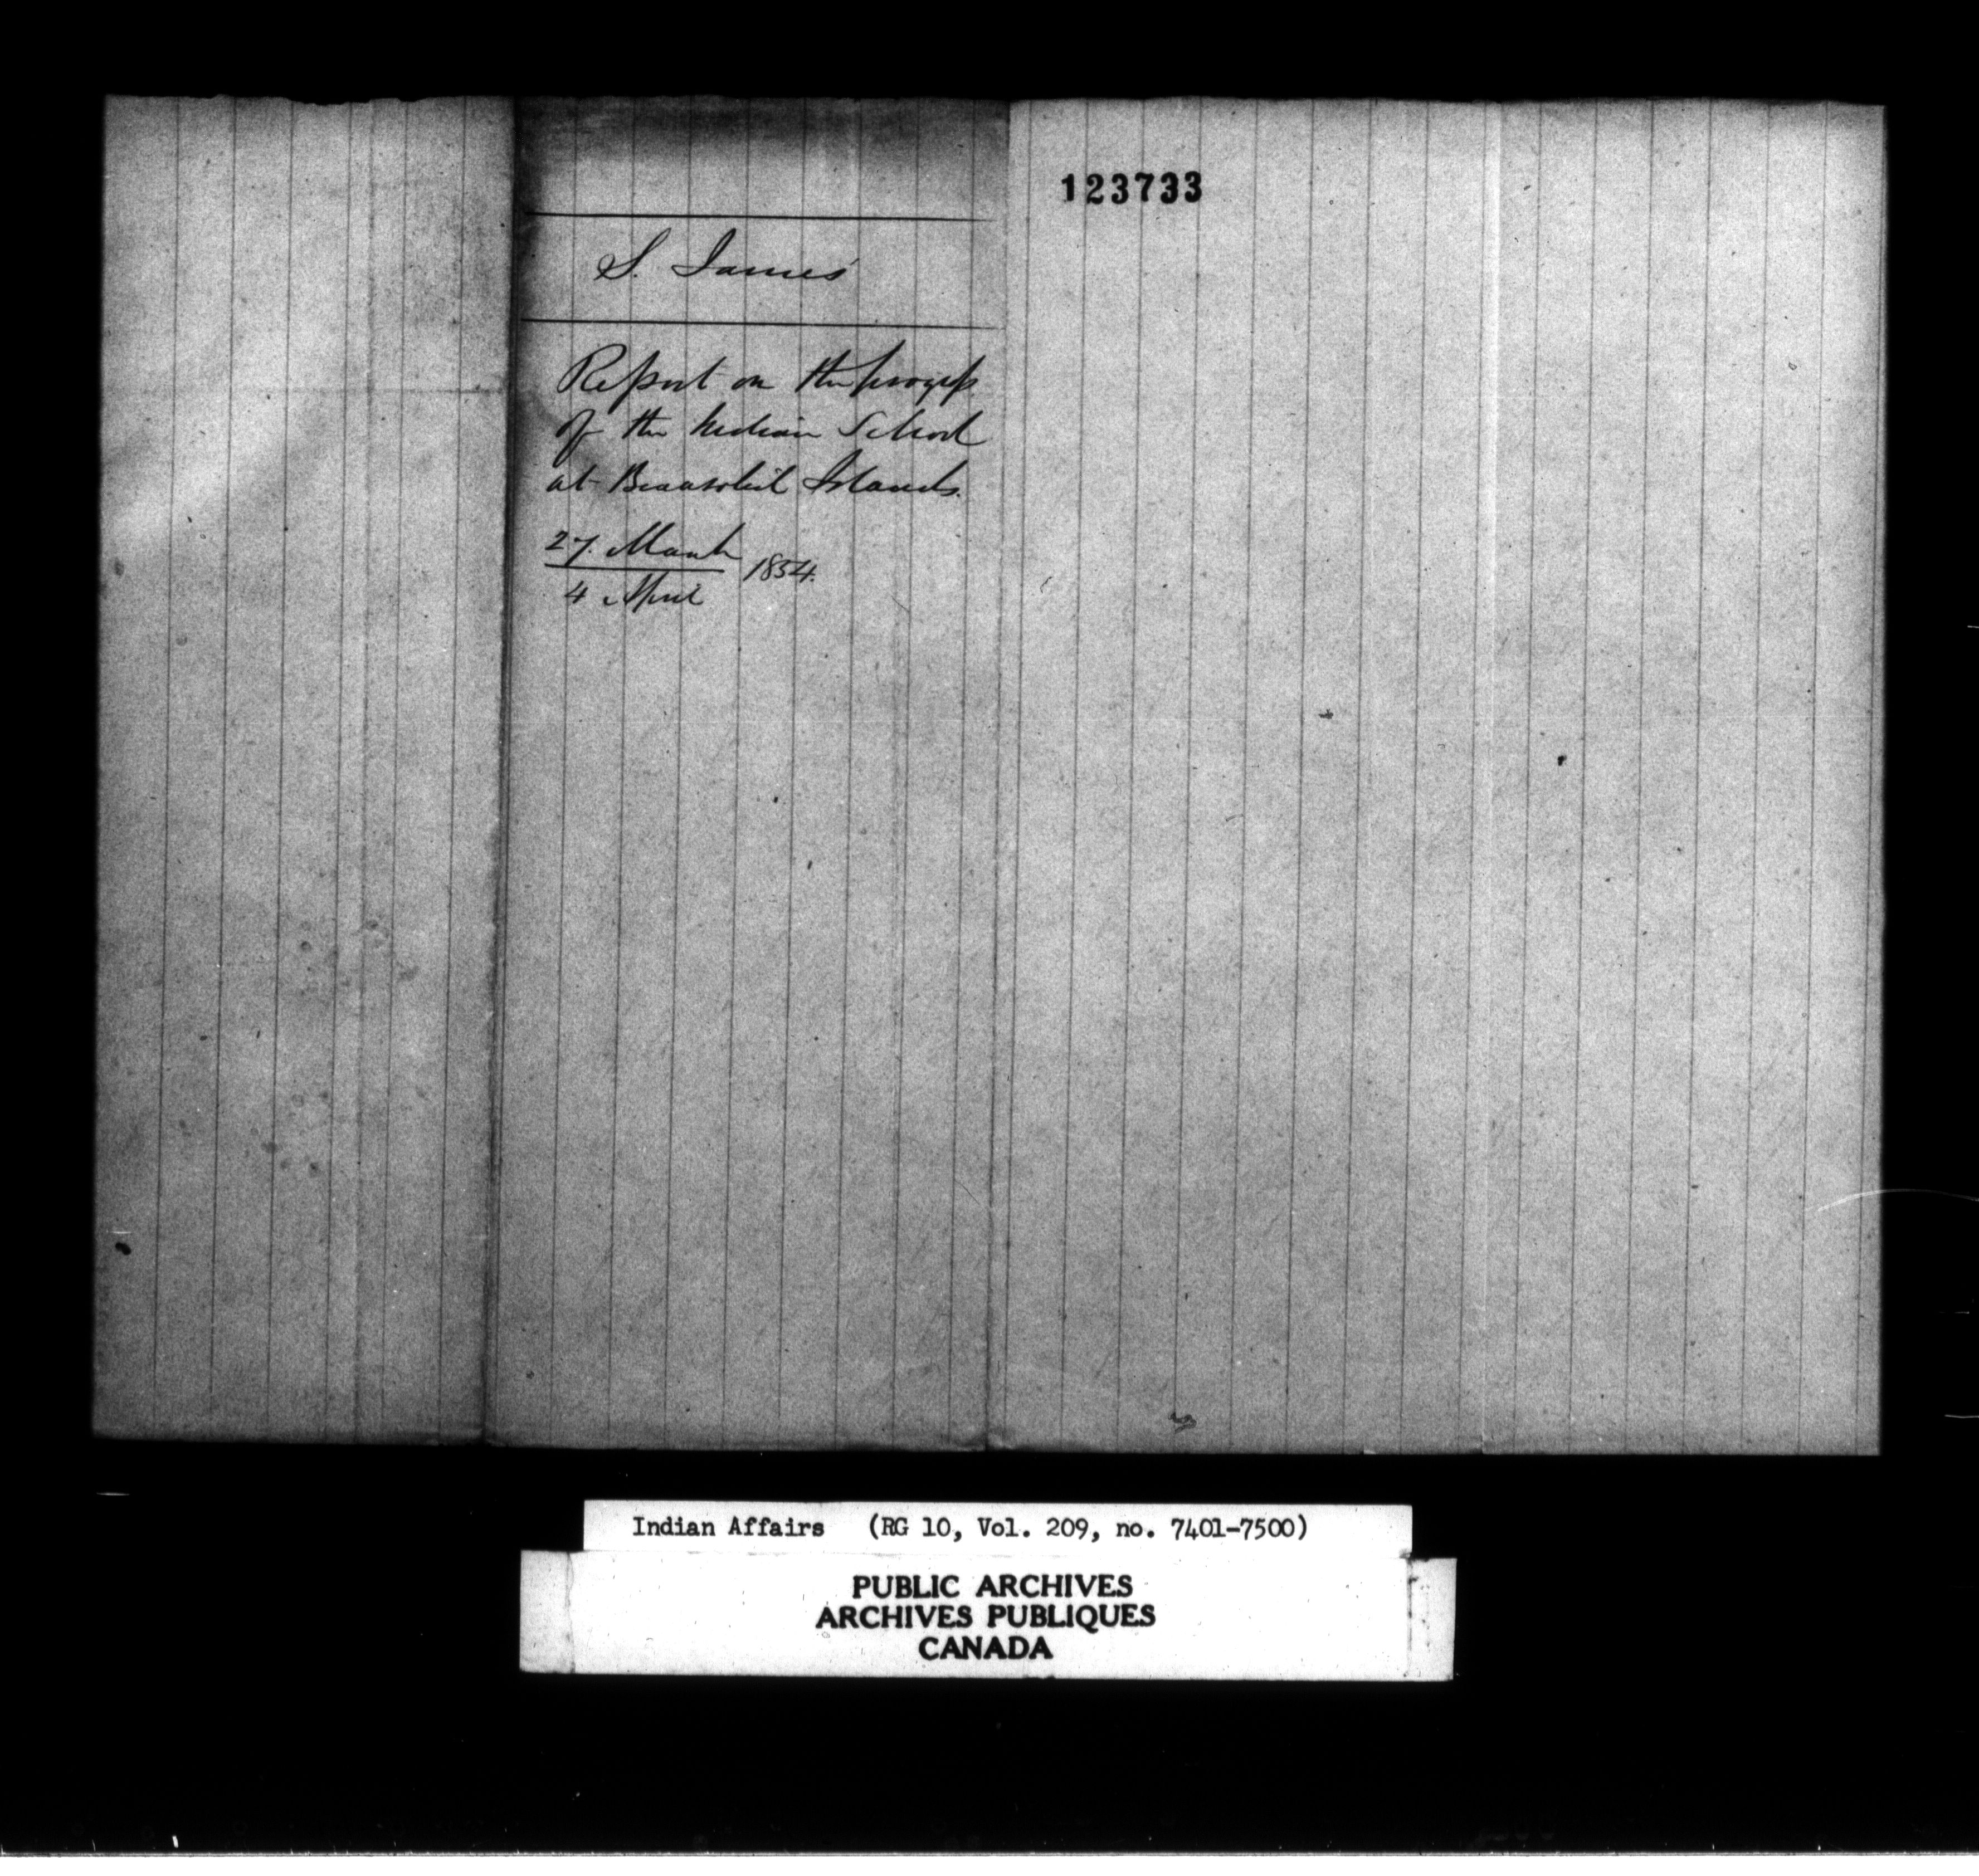 123733
S. James
Report on the progress
of the Indian School
at Beausoleil Islands.
27. March
4 April
1854.
Indian Affairs (RG 10, Vol. 209, no. 7401-7500)
PUBLIC ARCHIVES
ARCHIVES PUBLIQUES
CANADA